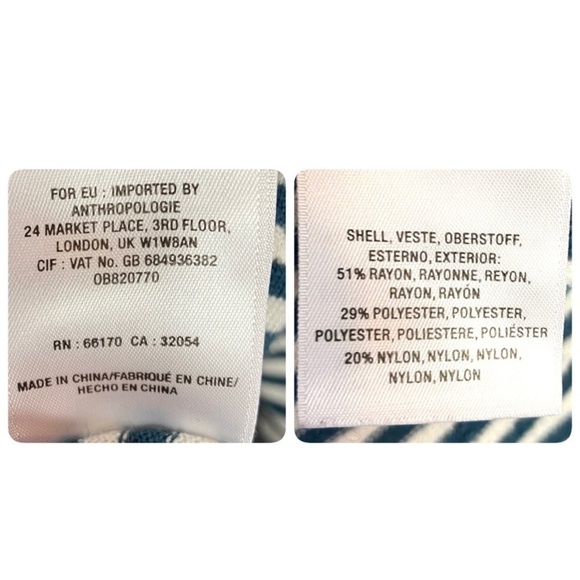 FOR EU : IMPORTED BY
ANTHROPOLOGIE
24 MARKET PLACE, 3RD FLOOR,
LONDON, UK W1W8AN
CIF : VAT No. GB 684936382
OB820770
RN : 66170 CA : 32054
MADE IN CHINA/FABRIQUÉ EN CHINE/
HECHO EN CHINA
SHELL, VESTE, OBERSTOFF,
ESTERNO, EXTERIOR:
51% RAYON, RAYONNE, REYON,
RAYON, RAYÓN
29% POLYESTER, POLYESTER,
POLYESTER, POLIESTERE, POLIÉSTER
20% NYLON, NYLON, NYLON,
NYLON, NYLON